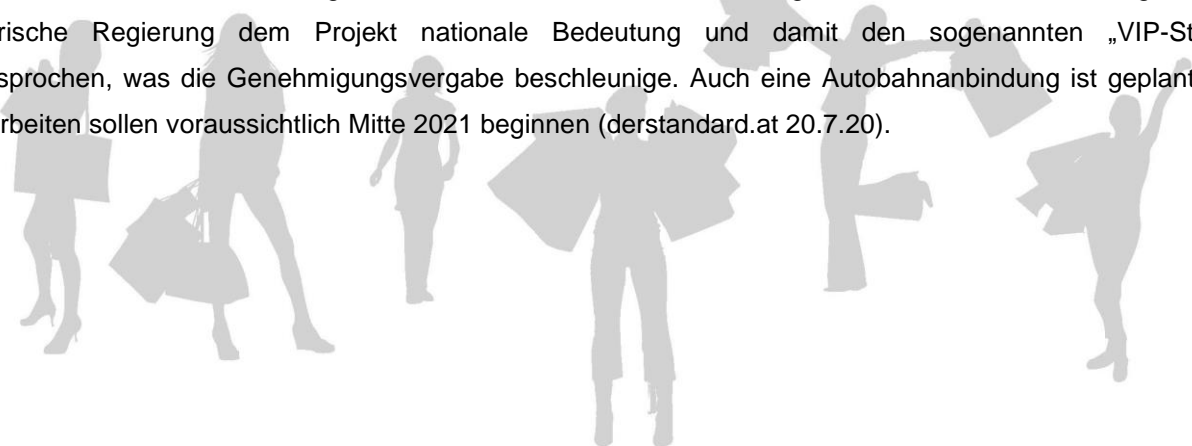 rische Regierung dem Projekt nationale Bedeutung und damit den sogenannten „VIP-St
sprochen, was die Genehmigungsvergabe beschleunige. Auch eine Autobahnanbindung ist geplant
rbeiten sollen voraussichtlich Mitte 2021 beginnen (derstandard.at 20.7.20).